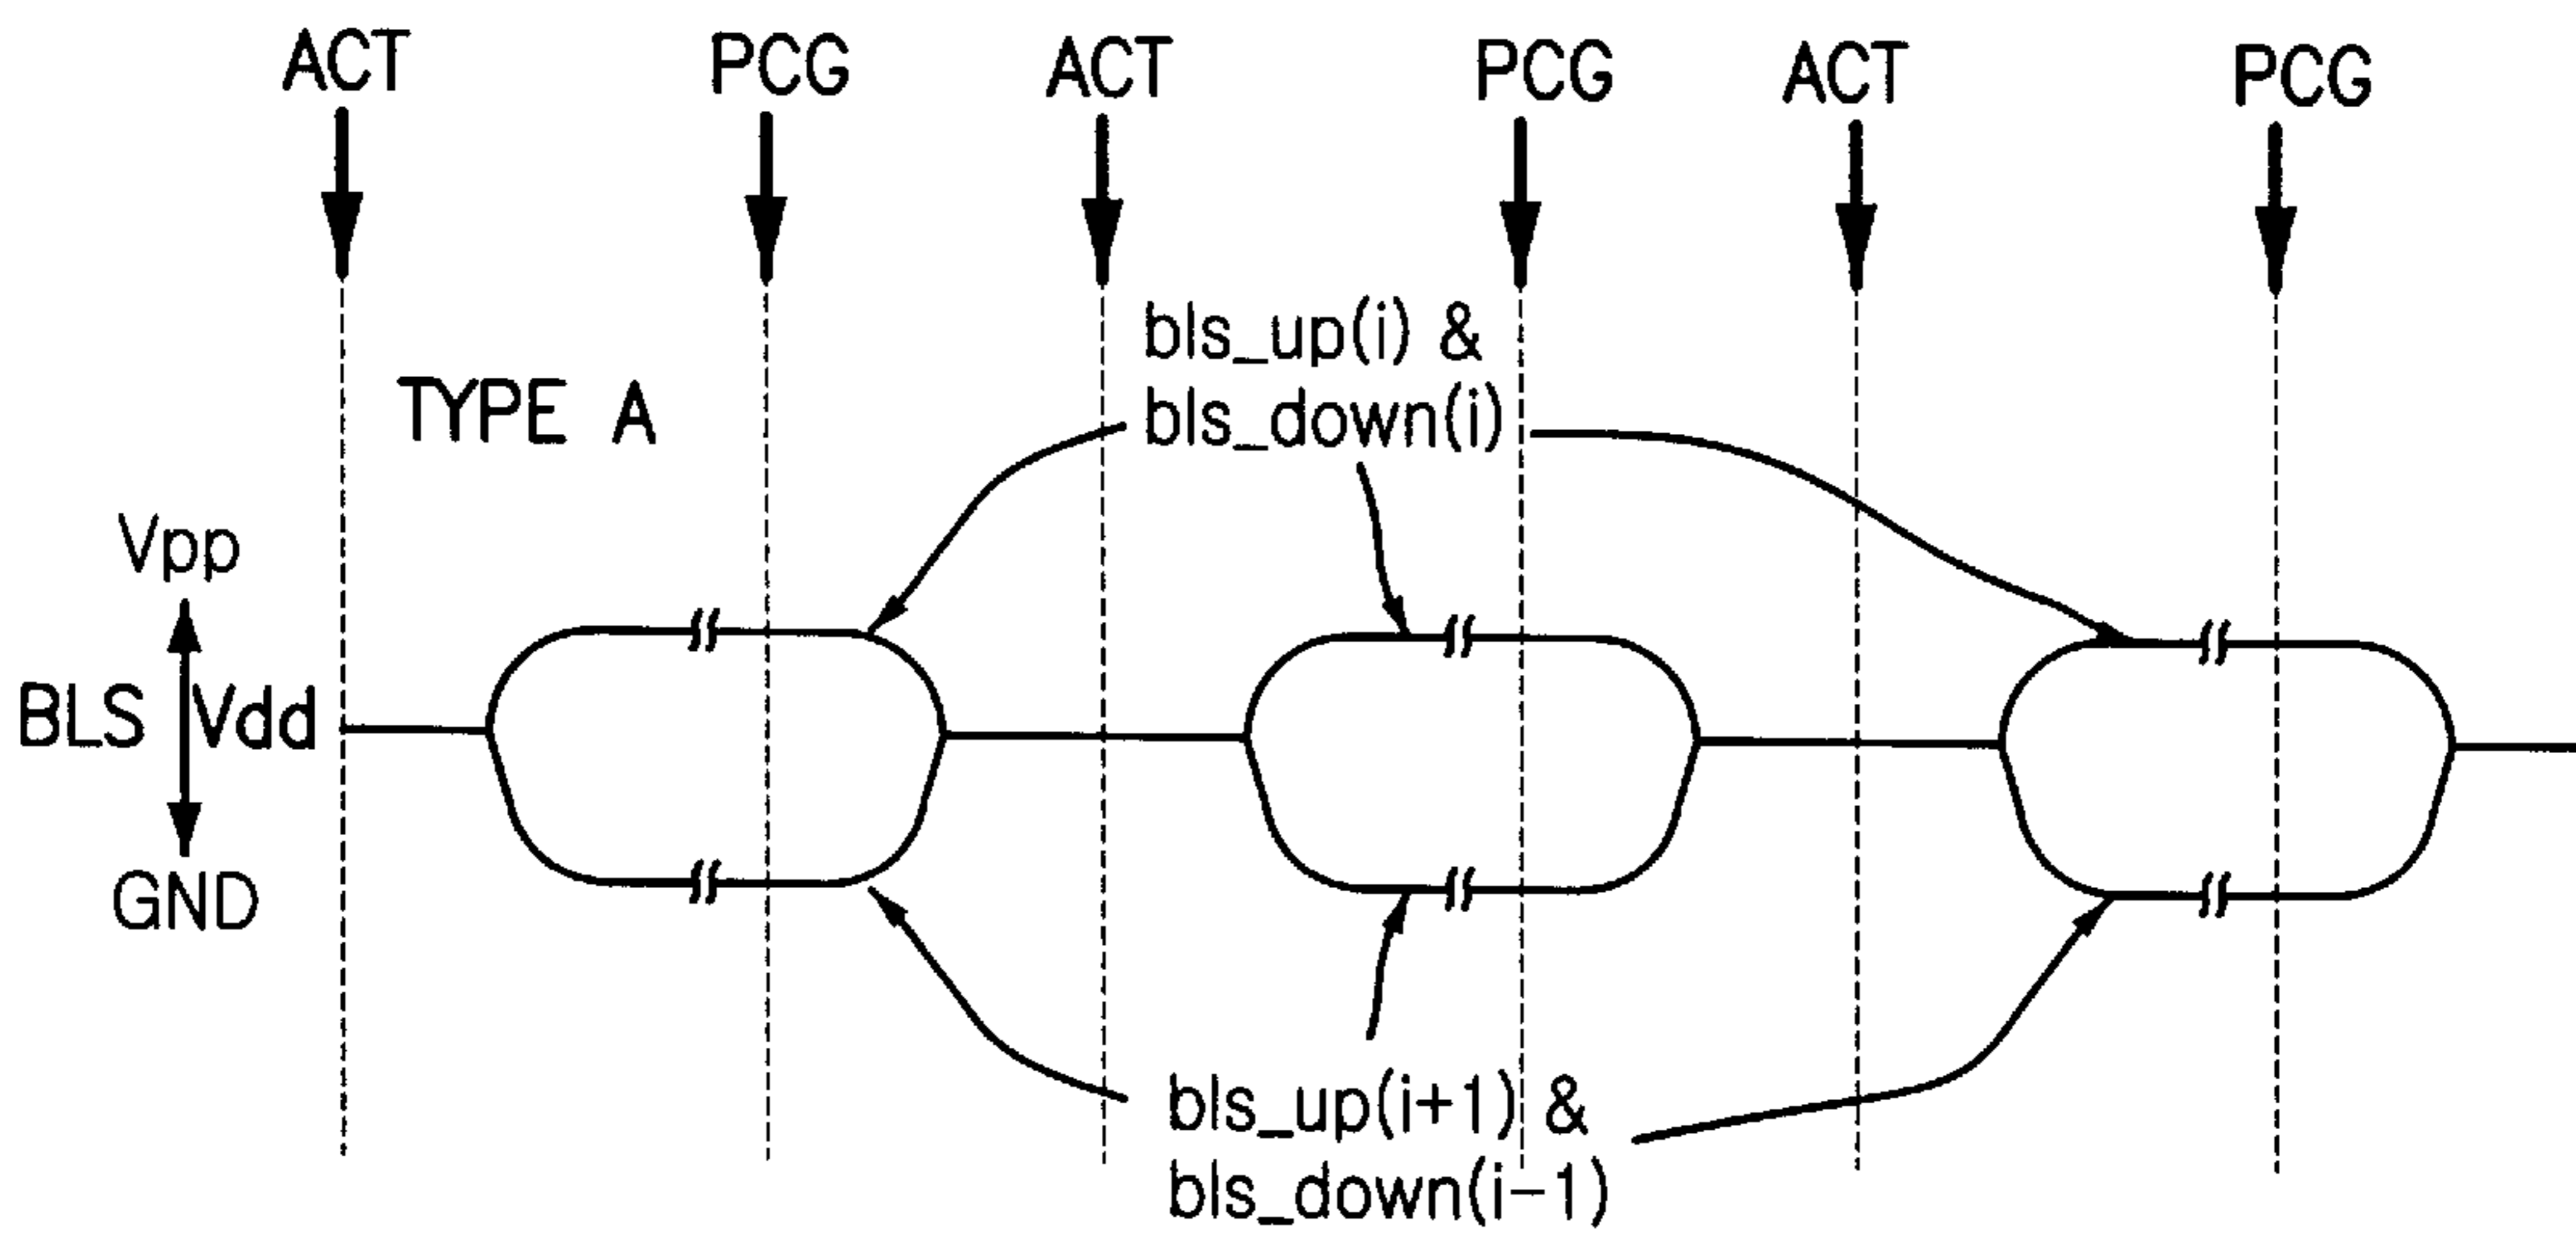 ACT PCG ACT PCG ACT PCG
bls_up(i) &
bls_down(i)
TYPE A
Vpp
BLS Vdd
GND
bls_up(i+1) &
bls_down(i-1)